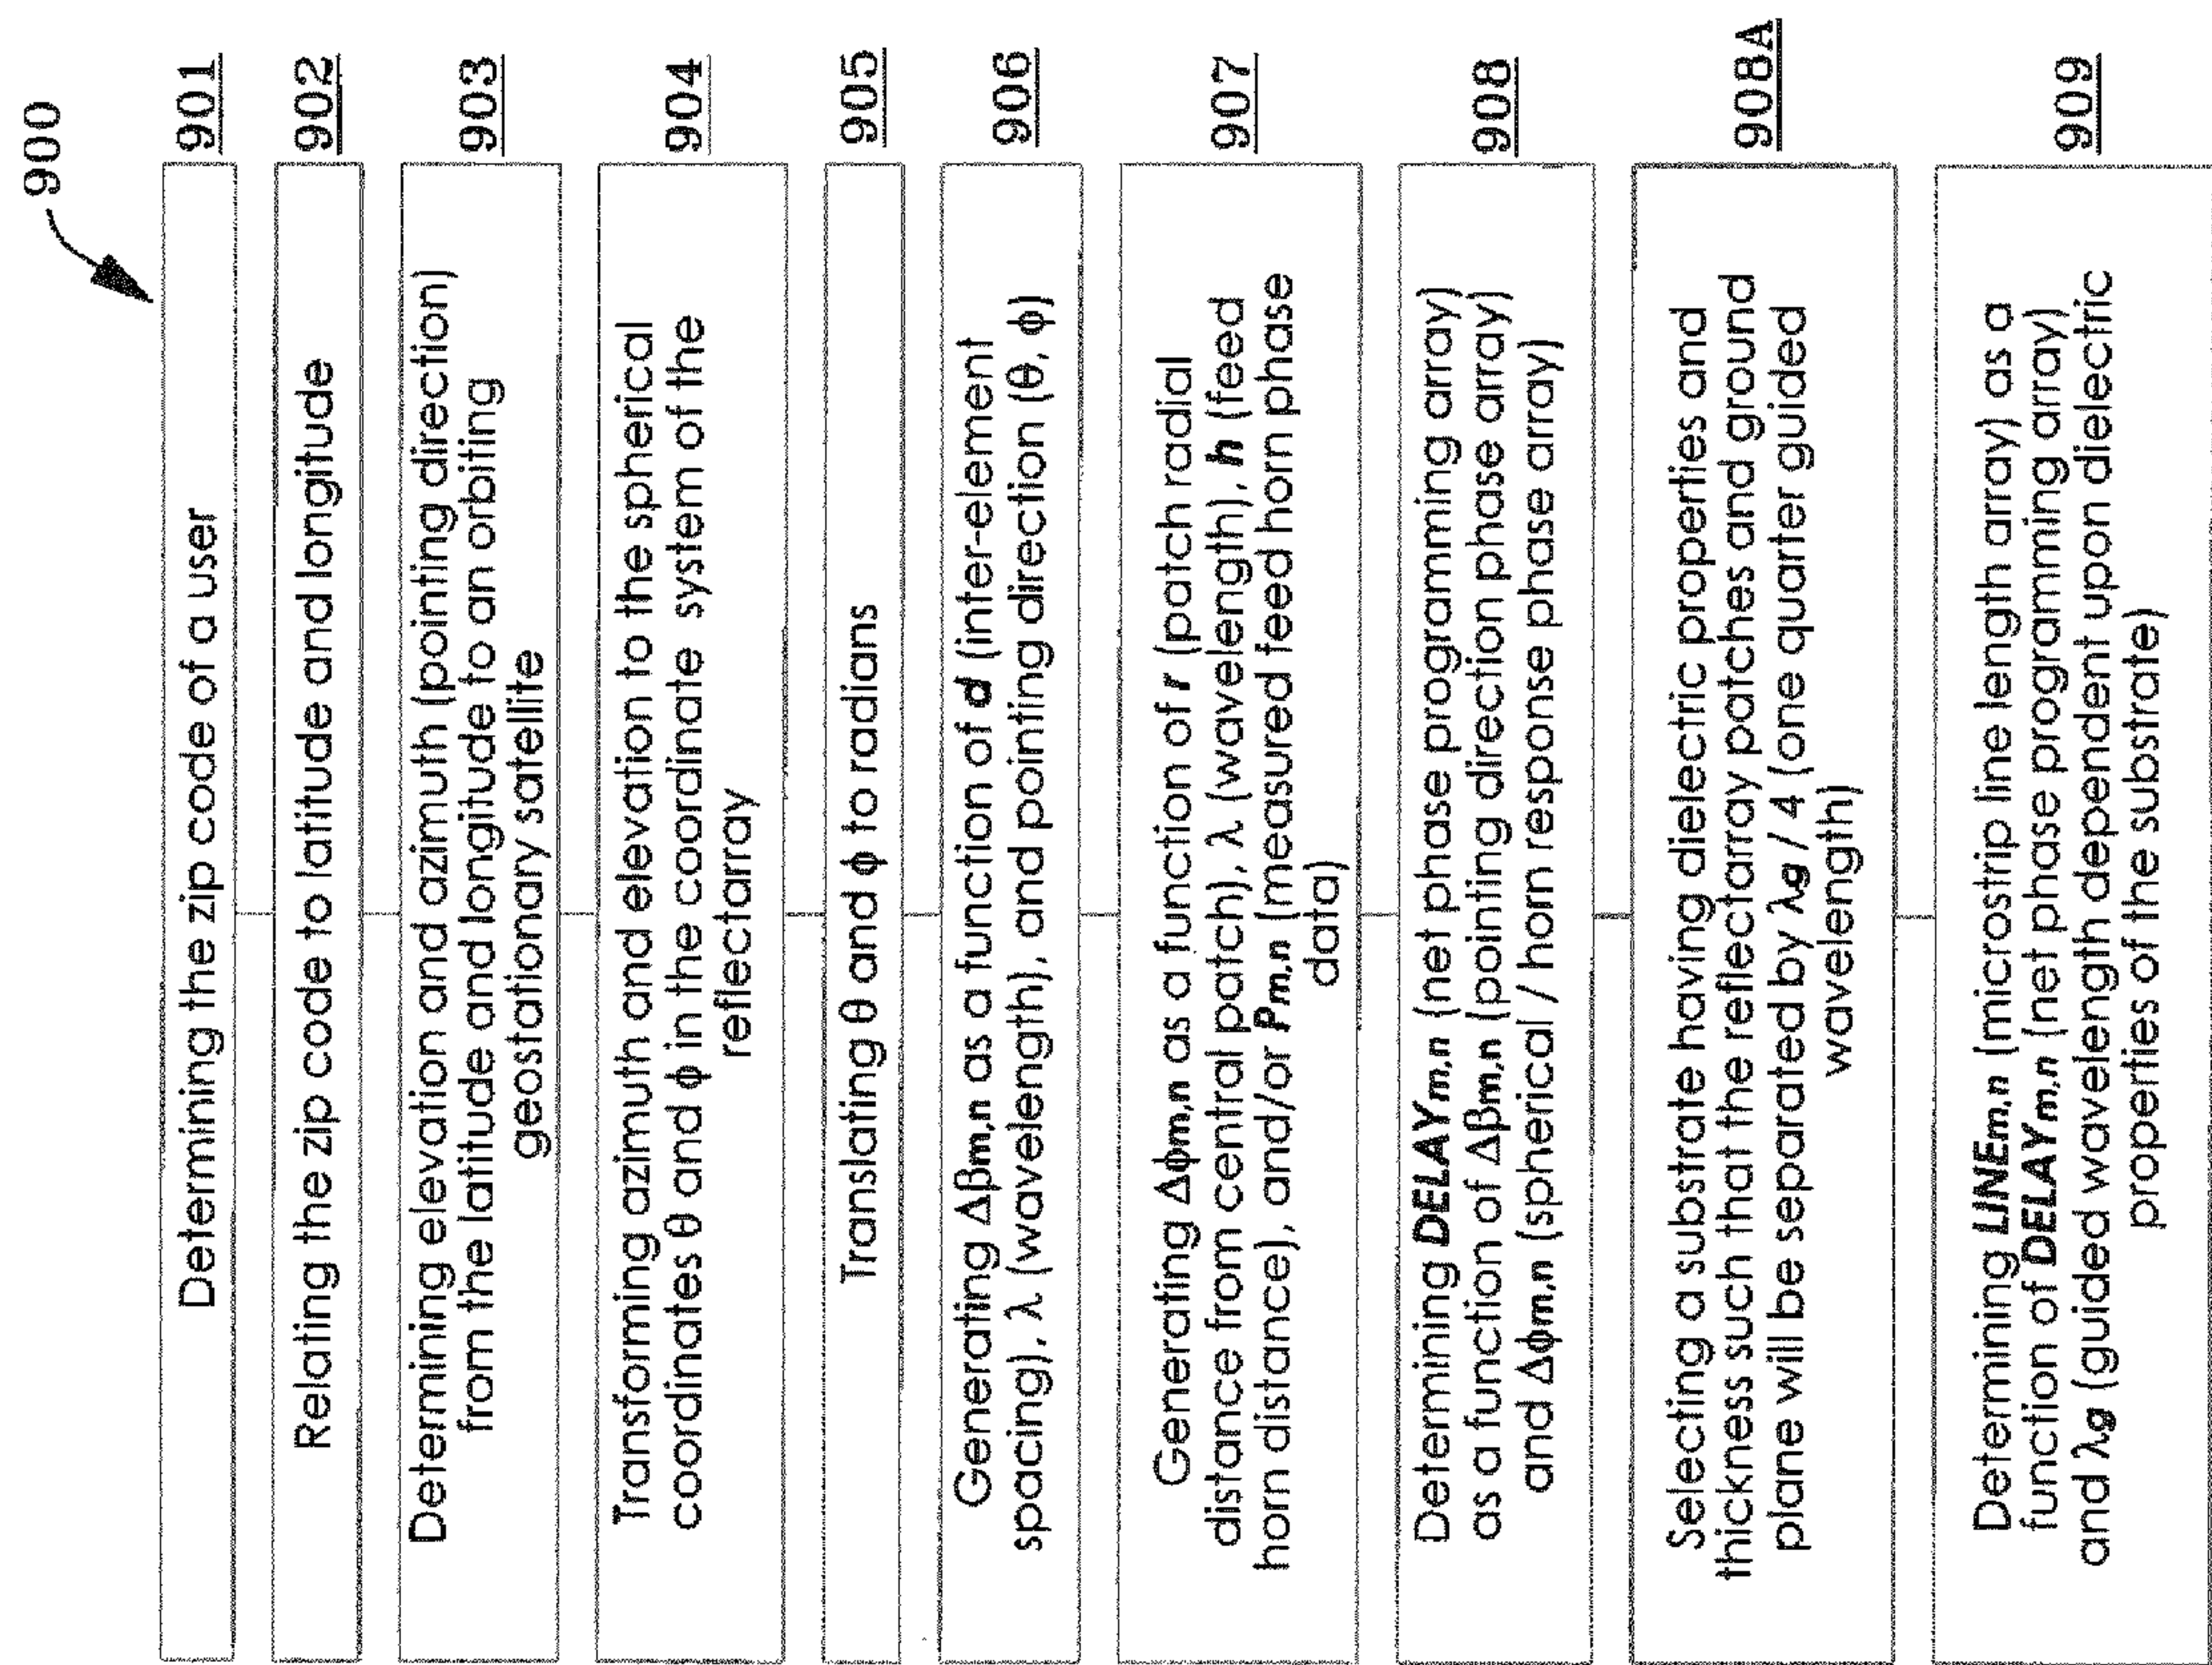 900
Determining the zip code of a user
901
Relating the zip code to latitude and longitude
902
Determining elevation and azimuth (pointing direction)
from the latitude and longitude to an orbiting
geostationary satellite
903
Transforming azimuth and elevation to the spherical
coordinates θ and ϕ in the coordinate system of the
reflectarray
904
Translating θ and ϕ to radians
905
Generating Δβm,n as a function of d (inter-element
spacing), λ (wavelength), and pointing direction (θ, ϕ)
906
Generating Δϕm,n as a function of r (patch radial
distance from central patch), λ (wavelength), h (feed
horn distance), and/or Pm,n (measured feed horn phase
data)
907
Determining DELAYm,n (net phase programming array)
as a function of Δβm,n (pointing direction phase array)
and Δϕm,n (spherical / horn response phase array)
908
Selecting a substrate having dielectric properties and
thickness such that the reflectarray patches and ground
plane will be separated by λg / 4 (one quarter guided
wavelength)
908A
Determining LINEm,n (microstrip line length array) as a
function of DELAYm,n (net phase programming array)
and λg (guided wavelength dependent upon dielectric
properties of the substrate)
909